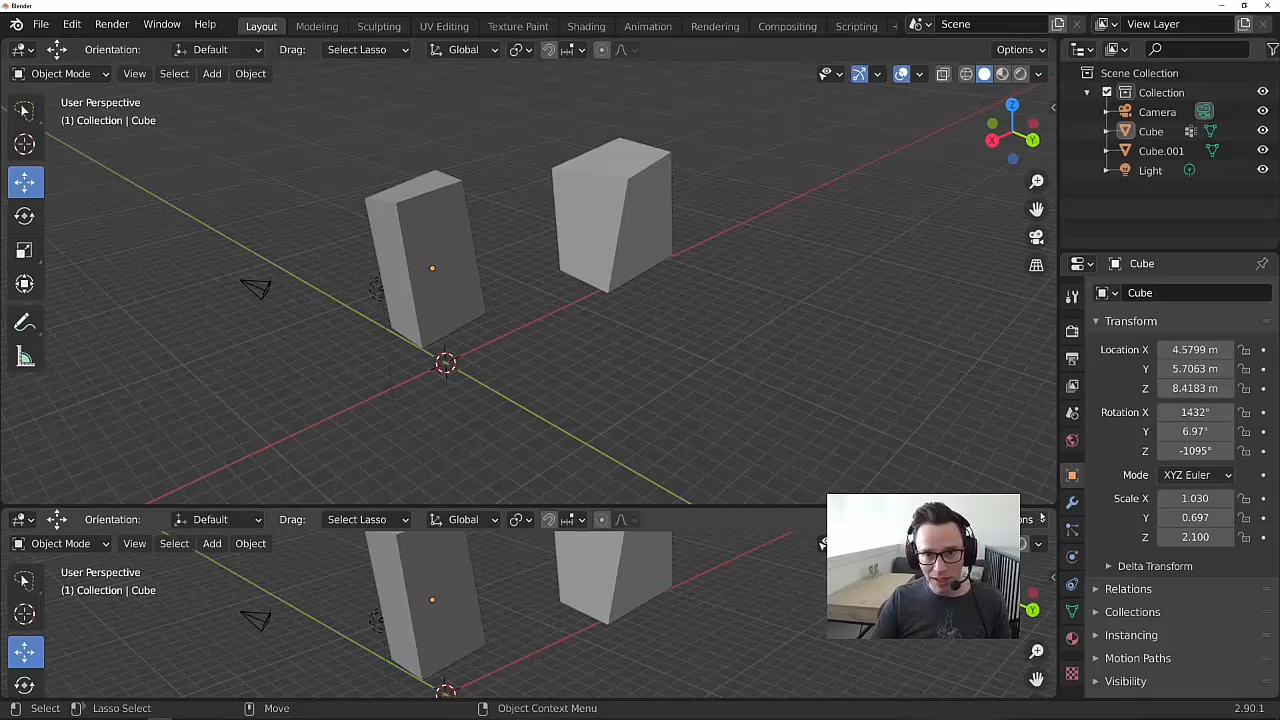 Blender
File Edit Render Window Help
Layout Modeling Sculpting UV Editing Texture Paint Shading Animation Rendering Compositing Scripting
Scene
View Layer
Orientation: Default Drag: Select Lasso Global Options
Object Mode View Select Add Object
User Perspective
(1) Collection | Cube
Z
X
Y
Scene Collection
Collection
Camera
Cube
Cube.001
Light
Cube
Cube
Transform
Location X 4.5799 m
Y 5.7063 m
Z 8.4183 m
Rotation X 1432°
Y 6.97°
Z -1095°
Mode XYZ Euler
Scale X 1.030
Y 0.697
Z 2.100
Delta Transform
Relations
Collections
Instancing
Motion Paths
Visibility
Orientation: Default Drag: Select Lasso Global
ons
Object Mode View Select Add Object
User Perspective
(1) Collection | Cube
Y
Select Lasso Select Move Object Context Menu 2.90.1